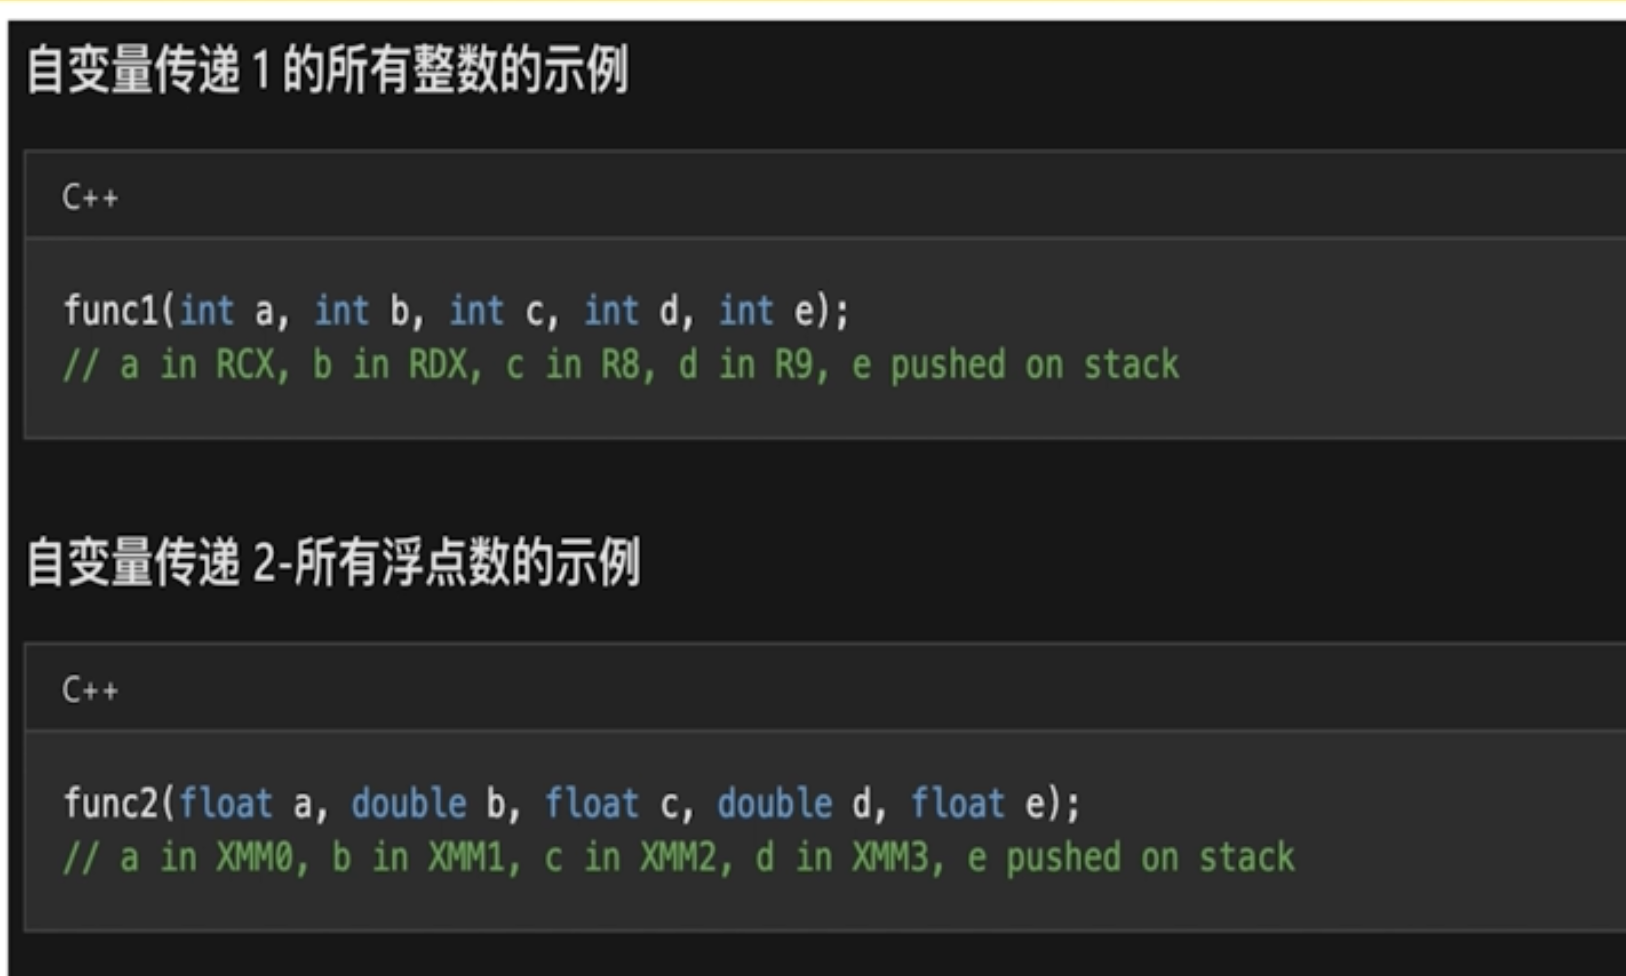 自变量传递 1 的所有整数的示例
C++
func1(int a, int b, int c, int d, int e);
// a in RCX, b in RDX, c in R8, d in R9, e pushed on stack
自变量传递 2-所有浮点数的示例
C++
func2(float a, double b, float c, double d, float e);
// a in XMM0, b in XMM1, c in XMM2, d in XMM3, e pushed on stack